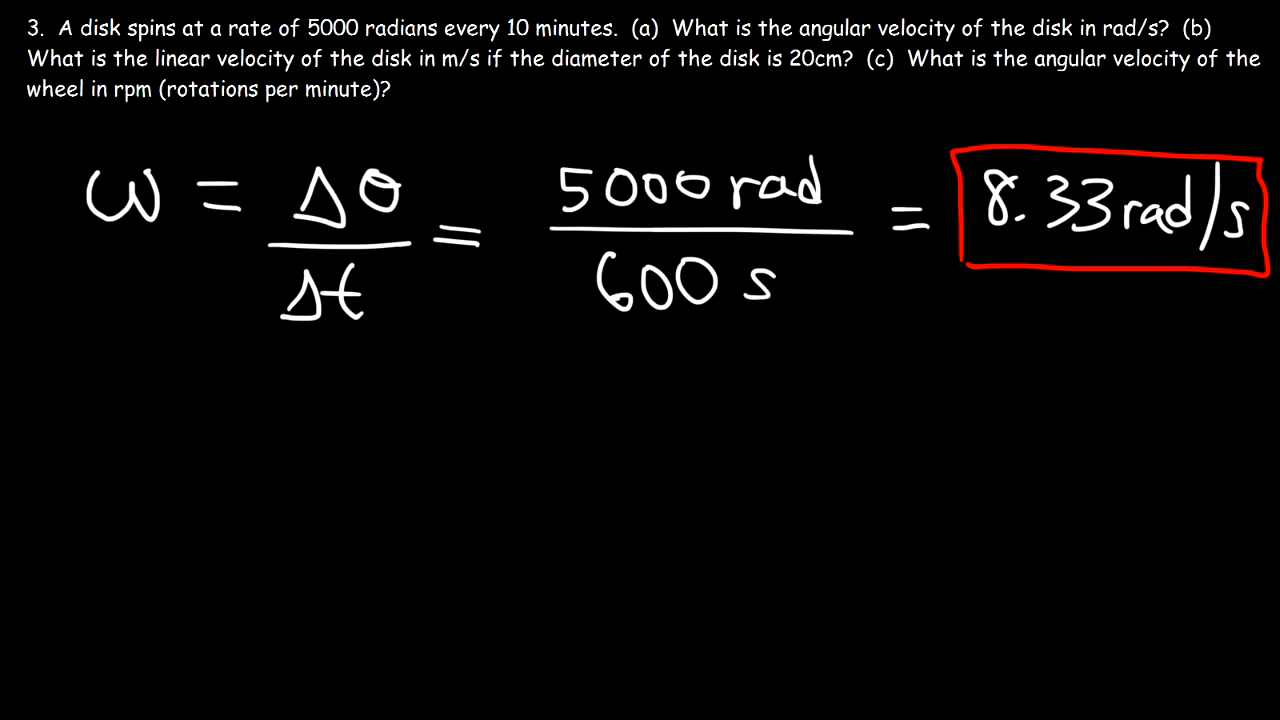 3. A disk spins at a rate of 5000 radians every 10 minutes. (a) What is the angular velocity of the disk in rad/s? (b)
What is the linear velocity of the disk in m/s if the diameter of the disk is 20cm? (c) What is the angular velocity of the
wheel in rpm (rotations per minute)?
ω = Δθ/Δt = 5000 rad/600 s = 8.33 rad/s